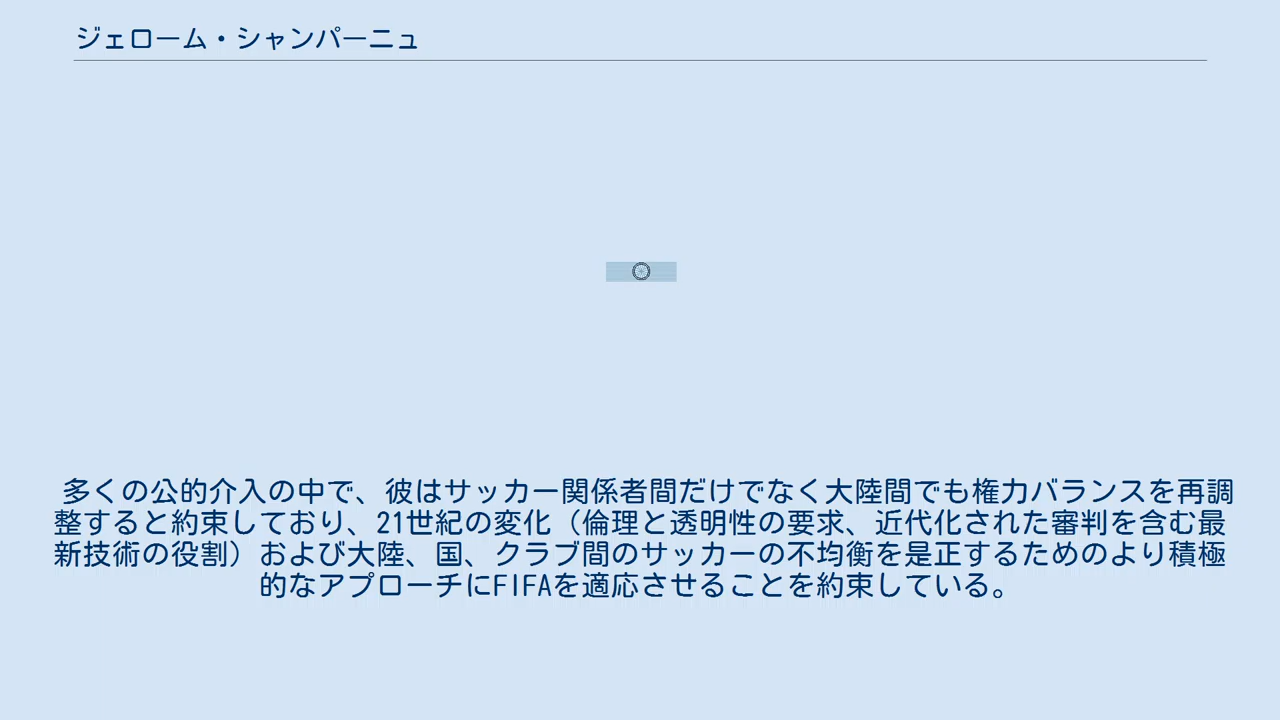 ジェローム・シャンパーニュ
多くの公的介入の中で、彼はサッカー関係者間だけでなく大陸間でも権力バランスを再調
整すると約束しており、21世紀の変化（倫理と透明性の要求、近代化された審判を含む最
新技術の役割）および大陸、国、クラブ間のサッカーの不均衡を是正するためのより積極
的なアプローチにFIFAを適応させることを約束している。